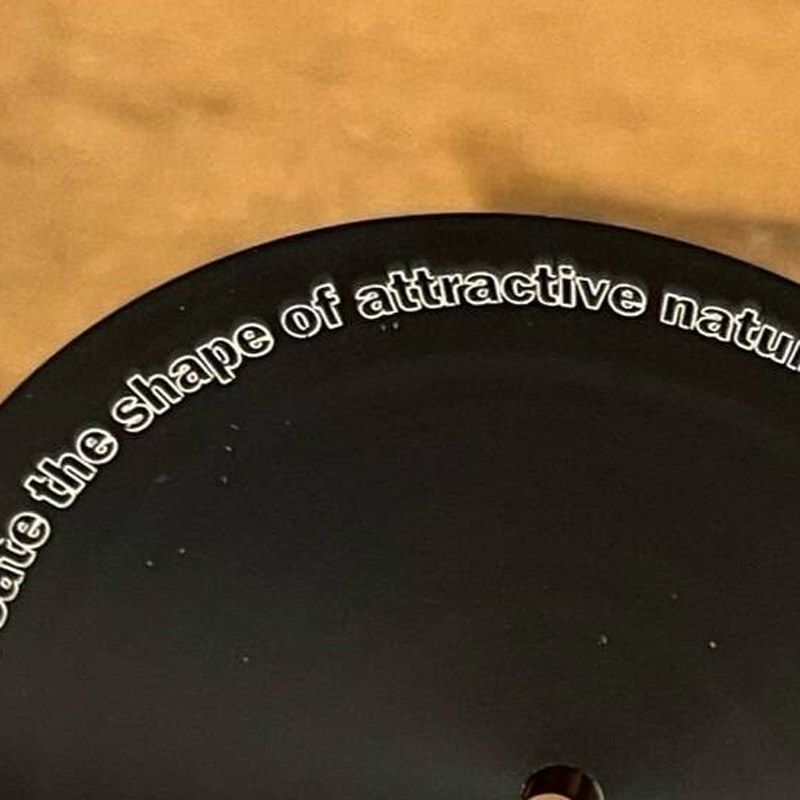 the shape of attractive